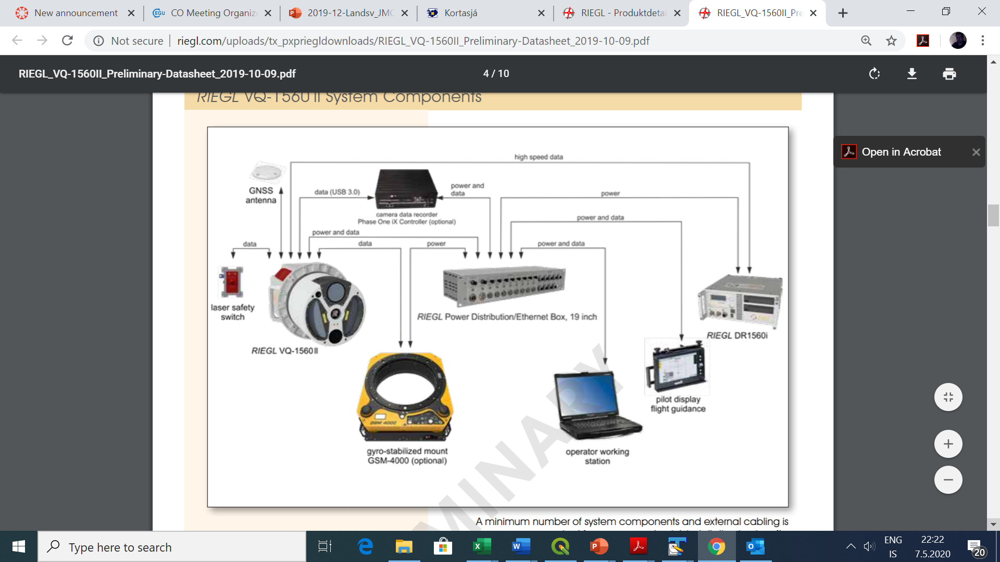 New announcement
CO Meeting Organize
2019-12-Landsv_JMC
Kortasjá
RIEGL - Produktdetai
RIEGL_VQ-1560II_Pre
Not secure
riegl.com/uploads/tx_pxpriegldownloads/RIEGL_VQ-1560II_Preliminary-Datasheet_2019-10-09.pdf
RIEGL_VQ-1560II_Preliminary-Datasheet_2019-10-09.pdf
4 / 10
RIEGL VQ-1560 II System Components
Open in Acrobat
high speed data
GNSS
antenna
data (USB 3.0)
power and
data
power
camera data recorder
Phase One iX Controller (optional)
power and data
power and data
data
data
power
power and data
laser safety
switch
RIEGL VQ-1560 II
RIEGL Power Distribution/Ethernet Box, 19 inch
RIEGL DR1560i
GSM 4000
gyro-stabilized mount
GSM-4000 (optional)
operator working
station
pilot display
flight guidance
MINARY
A minimum number of system components and external cabling is
Type here to search
ENG
IS
22:22
7.5.2020
20